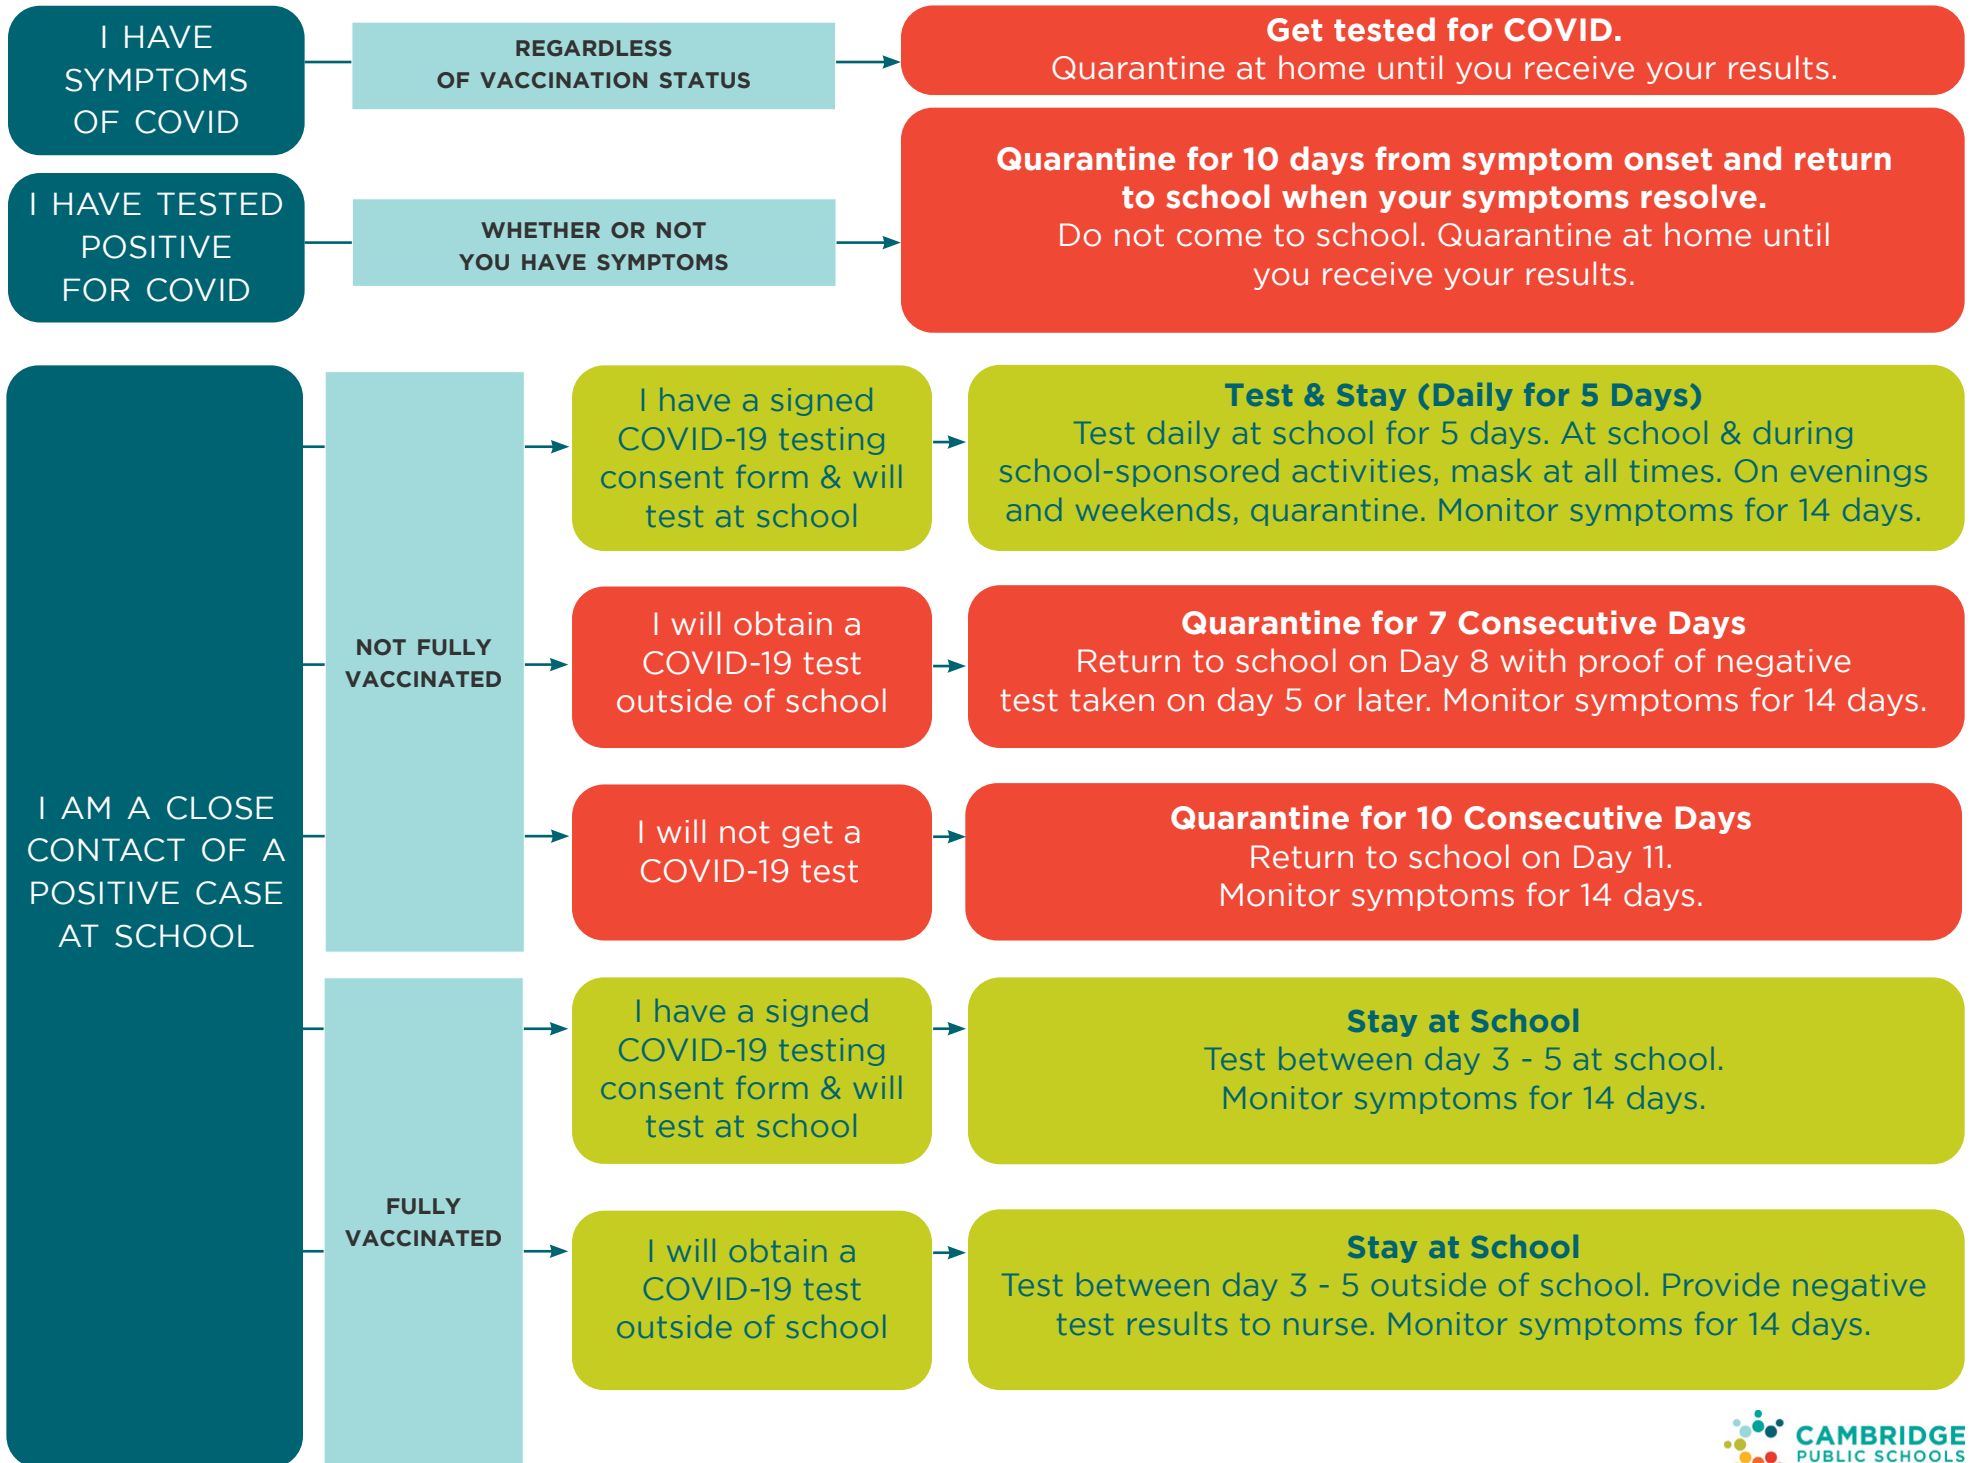 I HAVE
SYMPTOMS
OF COVID
REGARDLESS
OF VACCINATION STATUS
Get tested for COVID.
Quarantine at home until you receive your results.
I HAVE TESTED
POSITIVE
FOR COVID
WHETHER OR NOT
YOU HAVE SYMPTOMS
Quarantine for 10 days from symptom onset and return
to school when your symptoms resolve.
Do not come to school. Quarantine at home until
you receive your results.
I AM A CLOSE
CONTACT OF A
POSITIVE CASE
AT SCHOOL
NOT FULLY
VACCINATED
I have a signed
COVID-19 testing
consent form & will
test at school
Test & Stay (Daily for 5 Days)
Test daily at school for 5 days. At school & during
school-sponsored activities, mask at all times. On evenings
and weekends, quarantine. Monitor symptoms for 14 days.
I will obtain a
COVID-19 test
outside of school
Quarantine for 7 Consecutive Days
Return to school on Day 8 with proof of negative
test taken on day 5 or later. Monitor symptoms for 14 days.
I will not get a
COVID-19 test
Quarantine for 10 Consecutive Days
Return to school on Day 11.
Monitor symptoms for 14 days.
FULLY
VACCINATED
I have a signed
COVID-19 testing
consent form & will
test at school
Stay at School
Test between day 3 - 5 at school.
Monitor symptoms for 14 days.
I will obtain a
COVID-19 test
outside of school
Stay at School
Test between day 3 - 5 outside of school. Provide negative
test results to nurse. Monitor symptoms for 14 days.
CAMBRIDGE
PUBLIC SCHOOLS